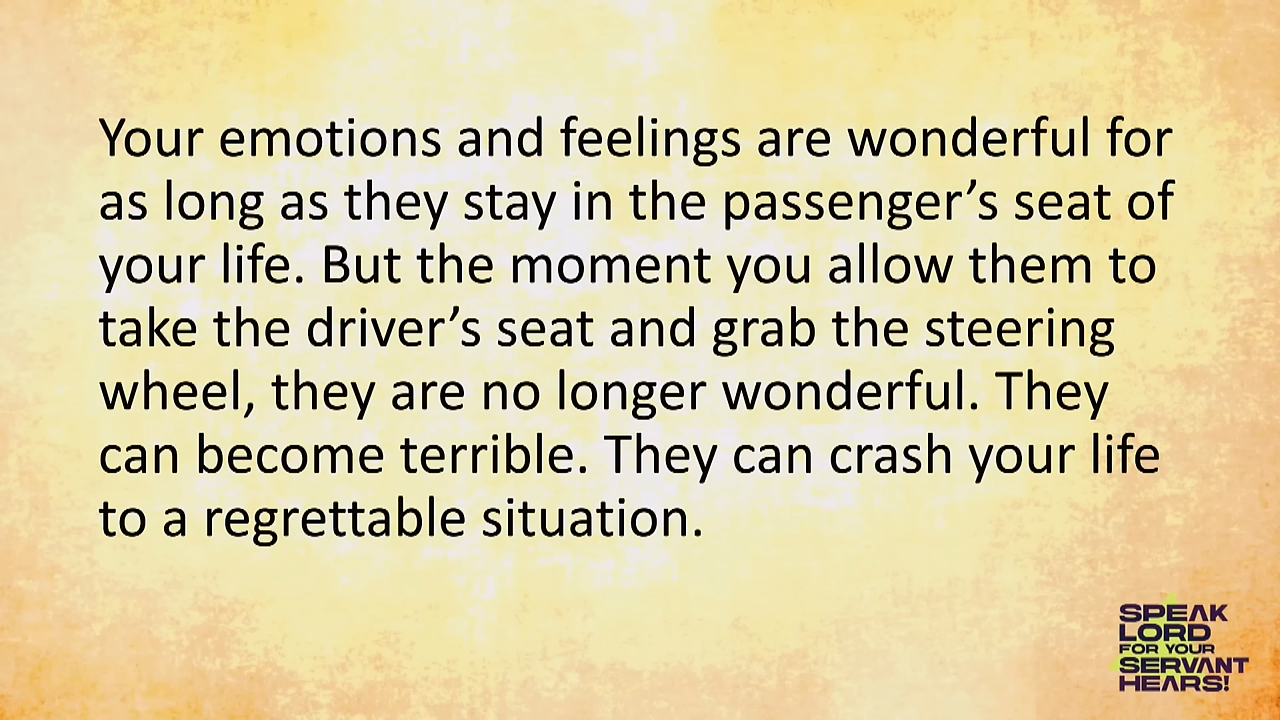 Your emotions and feelings are wonderful for
as long as they stay in the passenger’s seat of
your life. But the moment you allow them to
take the driver’s seat and grab the steering
wheel, they are no longer wonderful. They
can become terrible. They can crash your life
to a regrettable situation.
SPEAK
LORD
FOR YOUR
SERVANT
HEARS!